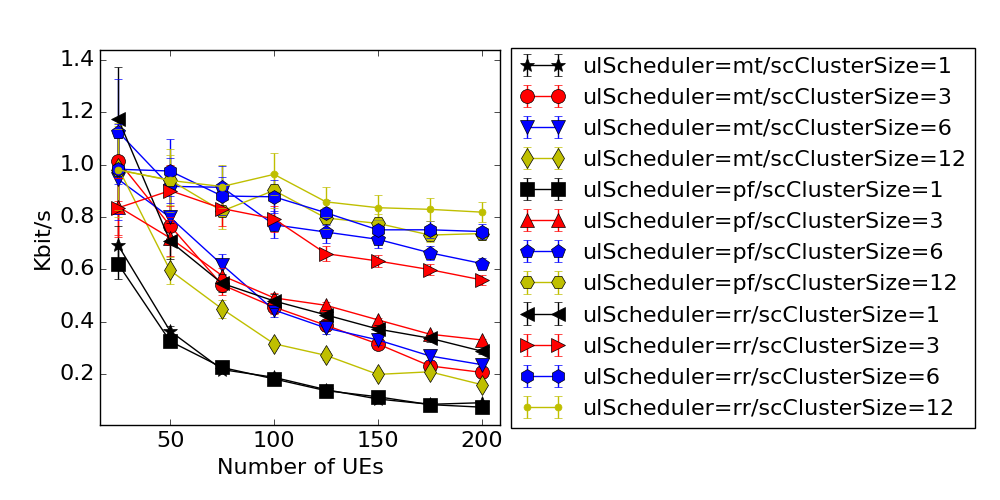 1.4
1.2
1.0
0.8
0.6
0.4
0.2
Kbit/s
50
100
150
200
Number of UEs
ulScheduler=mt/scClusterSize=1
ulScheduler=mt/scClusterSize=3
ulScheduler=mt/scClusterSize=6
ulScheduler=mt/scClusterSize=12
ulScheduler=pf/scClusterSize=1
ulScheduler=pf/scClusterSize=3
ulScheduler=pf/scClusterSize=6
ulScheduler=pf/scClusterSize=12
ulScheduler=rr/scClusterSize=1
ulScheduler=rr/scClusterSize=3
ulScheduler=rr/scClusterSize=6
ulScheduler=rr/scClusterSize=12